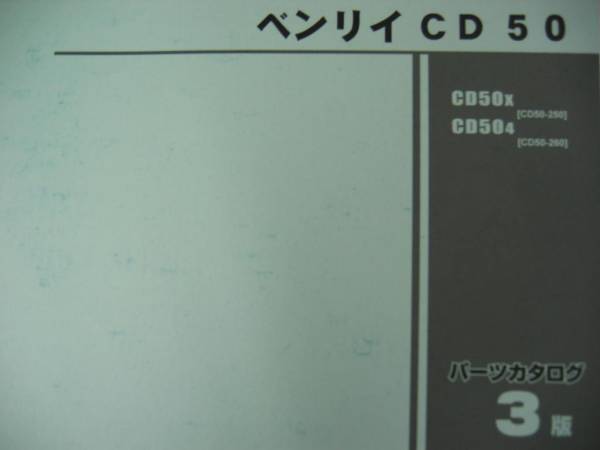 ベンリイ CD 50
CD50X
[CD50-250]
CD504
[CD50-260]
パーツカタログ
3版